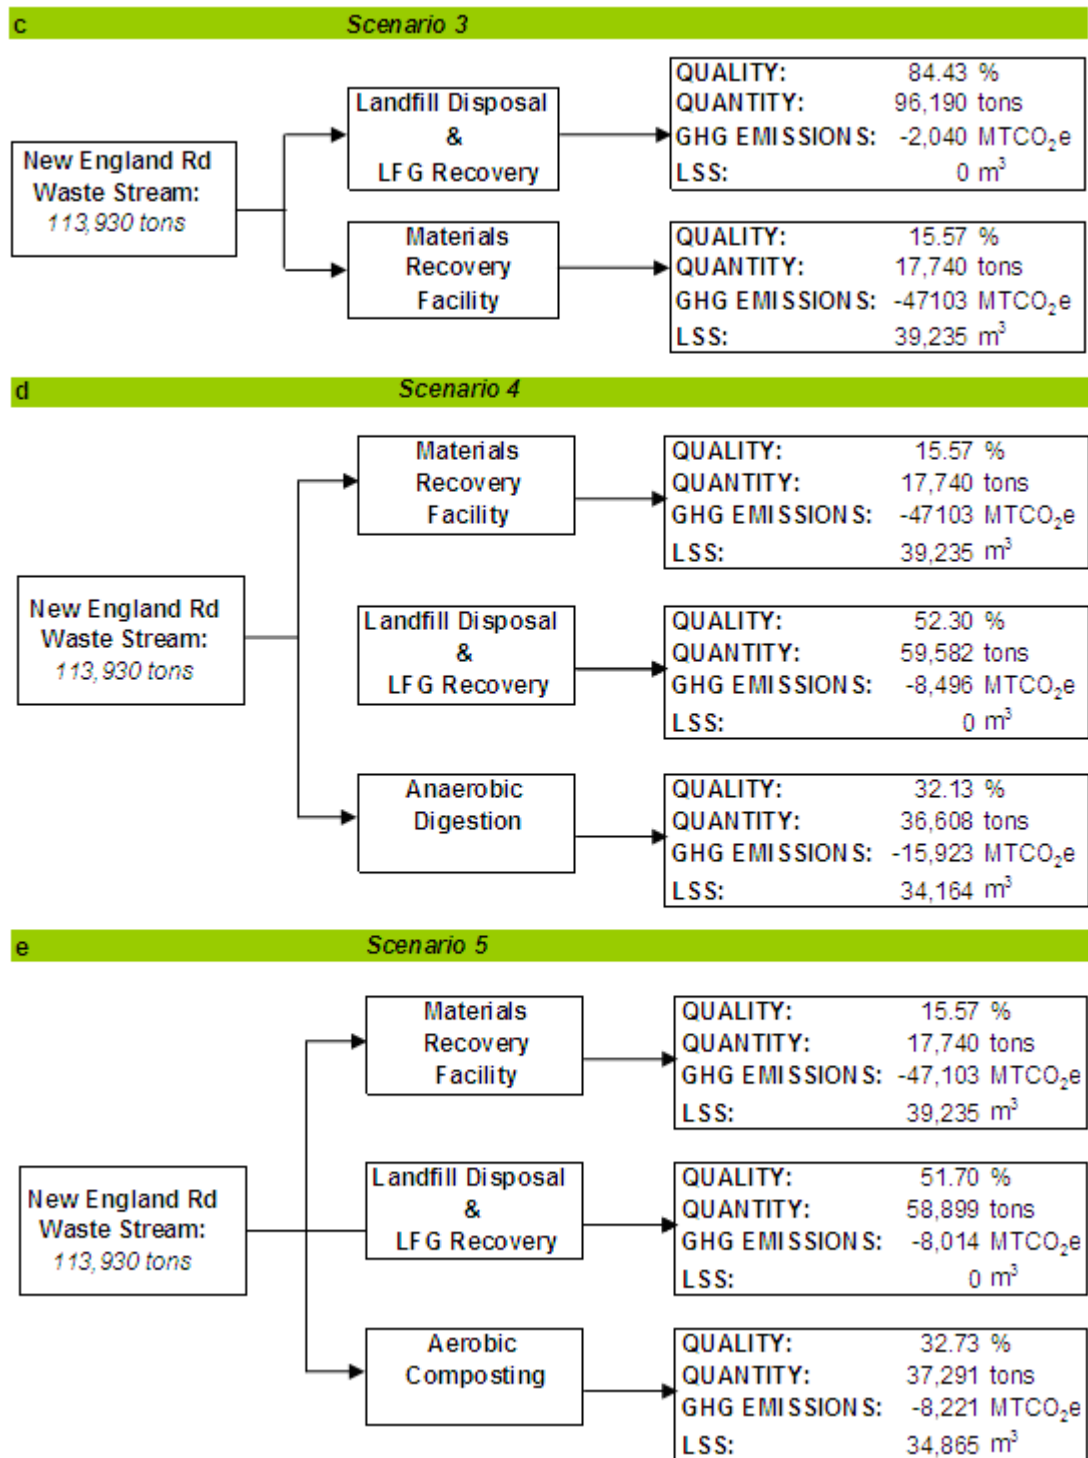 c Scenario 3
New England Rd
Waste Stream:
113,930 tons
Landfill Disposal
&
LFG Recovery
QUALITY: 84.43 %
QUANTITY: 96,190 tons
GHG EMISSIONS: -2,040 MTCO₂e
LSS: 0 m³
Materials
Recovery
Facility
QUALITY: 15.57 %
QUANTITY: 17,740 tons
GHG EMISSIONS: -47103 MTCO₂e
LSS: 39,235 m³
d Scenario 4
New England Rd
Waste Stream:
113,930 tons
Materials
Recovery
Facility
QUALITY: 15.57 %
QUANTITY: 17,740 tons
GHG EMISSIONS: -47103 MTCO₂e
LSS: 39,235 m³
Landfill Disposal
&
LFG Recovery
QUALITY: 52.30 %
QUANTITY: 59,582 tons
GHG EMISSIONS: -8,496 MTCO₂e
LSS: 0 m³
Anaerobic
Digestion
QUALITY: 32.13 %
QUANTITY: 36,608 tons
GHG EMISSIONS: -15,923 MTCO₂e
LSS: 34,164 m³
e Scenario 5
New England Rd
Waste Stream:
113,930 tons
Materials
Recovery
Facility
QUALITY: 15.57 %
QUANTITY: 17,740 tons
GHG EMISSIONS: -47,103 MTCO₂e
LSS: 39,235 m³
Landfill Disposal
&
LFG Recovery
QUALITY: 51.70 %
QUANTITY: 58,899 tons
GHG EMISSIONS: -8,014 MTCO₂e
LSS: 0 m³
Aerobic
Composting
QUALITY: 32.73 %
QUANTITY: 37,291 tons
GHG EMISSIONS: -8,221 MTCO₂e
LSS: 34,865 m³